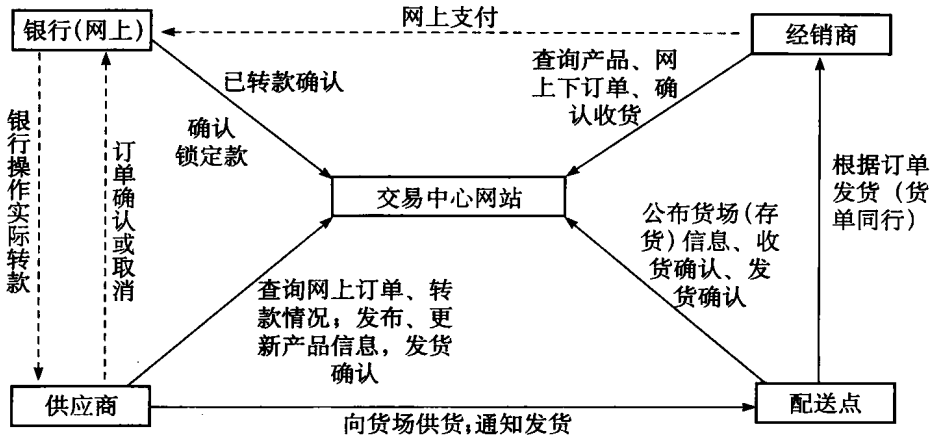 网上支付
银行(网上)
经销商
已转款确认
查询产品、网
上下订单、确
认收货
确认
锁定款
银行操作实际转款
订单确认或取消
交易中心网站
根据订单
发货（货
单同行）
公布货场(存
货)信息、收
货确认、发
货确认
查询网上订单、转
款情况；发布、更
新产品信息，发货
确认
供应商
配送点
向货场供货;通知发货